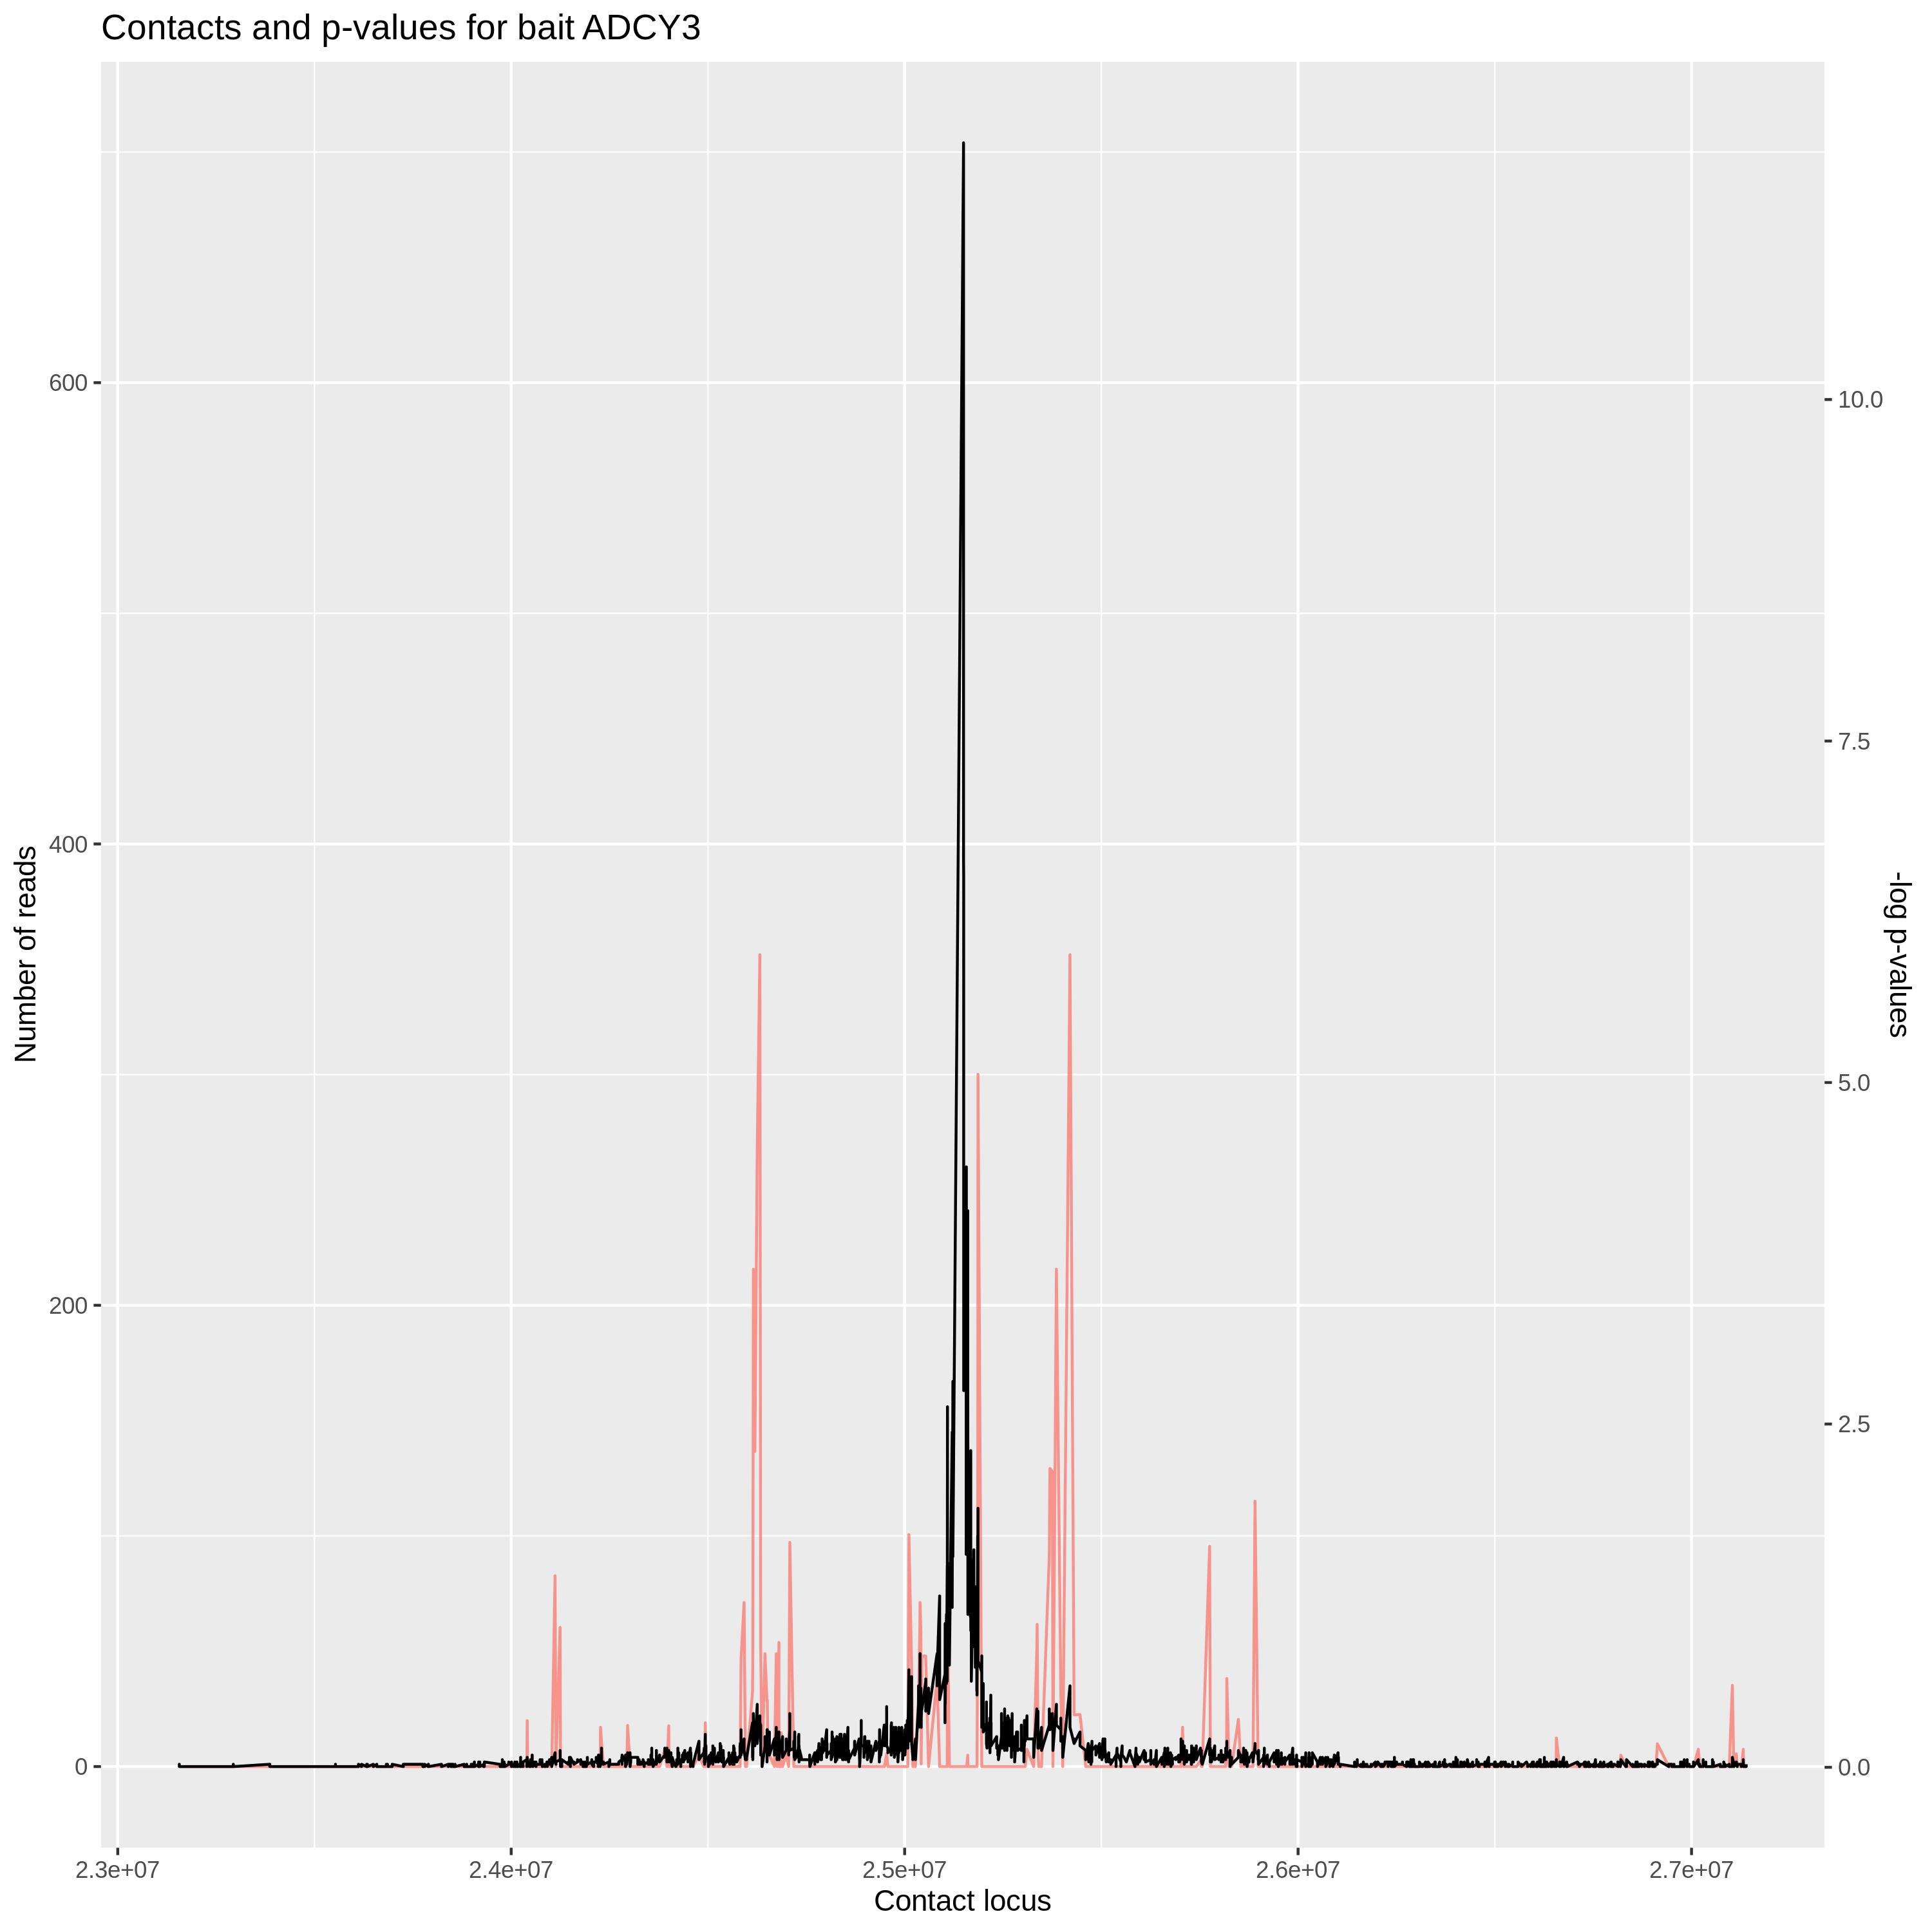 Contacts and p-values for bait ADCY3
600
400
200
0
10.0
7.5
5.0
2.5
0.0
Number of reads
-log p-values
2.3e+07 2.4e+07 2.5e+07 2.6e+07 2.7e+07
Contact locus